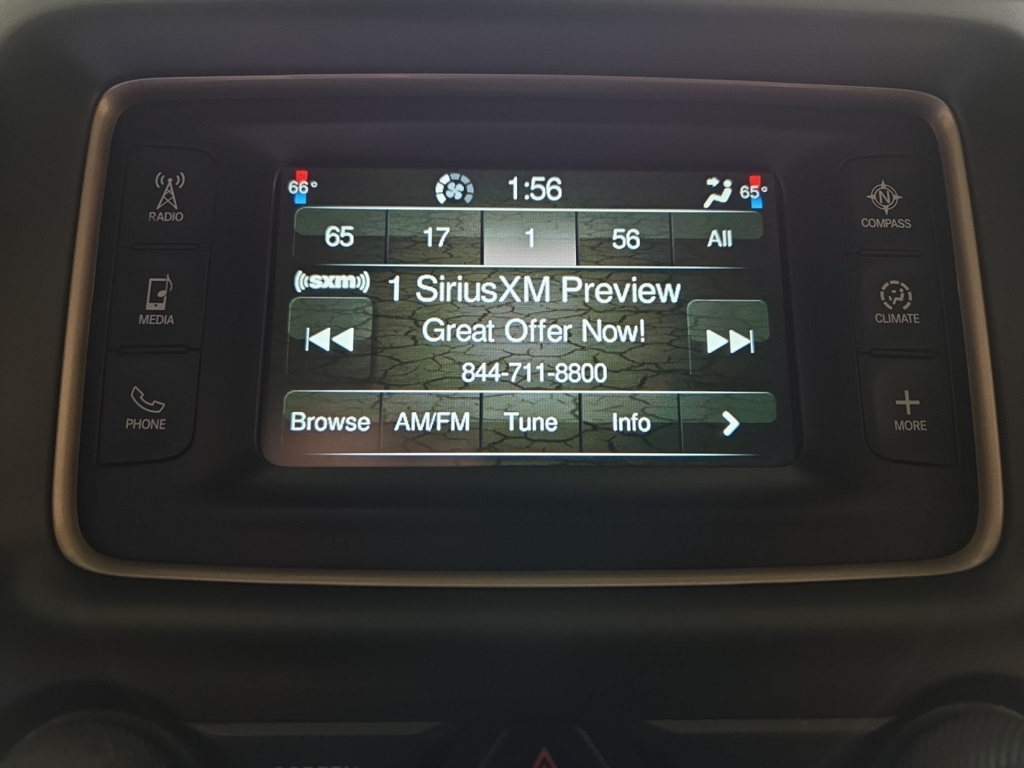 66° 1:56 65°
65 17 1 56 All
((sxm)) 1 SiriusXM Preview
Great Offer Now!
844-711-8800
Browse AM/FM Tune Info
RADIO
MEDIA
PHONE
N
COMPASS
CLIMATE
MORE